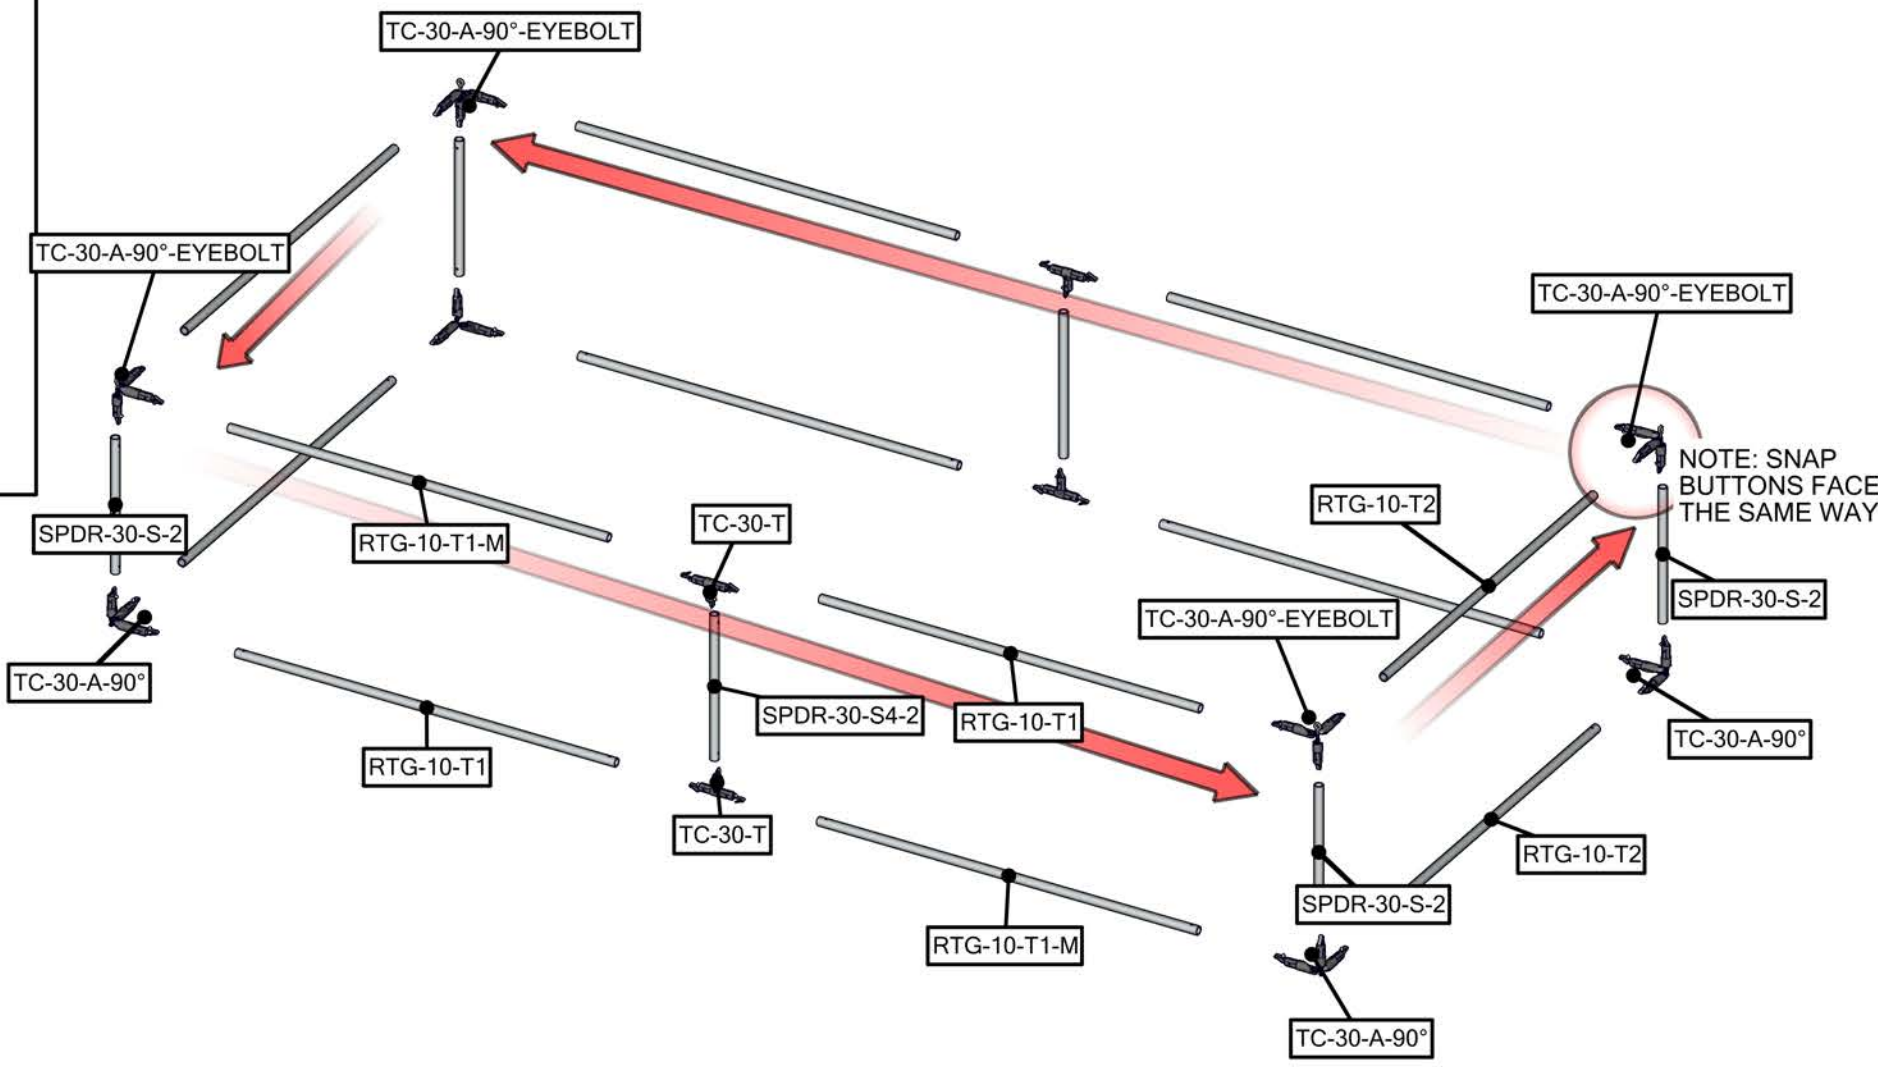 TC-30-A-90°-EYEBOLT
TC-30-A-90°-EYEBOLT
TC-30-A-90°-EYEBOLT
NOTE: SNAP
BUTTONS FACE
THE SAME WAY
RTG-10-T2
SPDR-30-S-2
RTG-10-T1-M
TC-30-T
SPDR-30-S-2
TC-30-A-90°-EYEBOLT
TC-30-A-90°
SPDR-30-S4-2
RTG-10-T1
TC-30-A-90°
RTG-10-T1
TC-30-T
RTG-10-T2
SPDR-30-S-2
RTG-10-T1-M
TC-30-A-90°